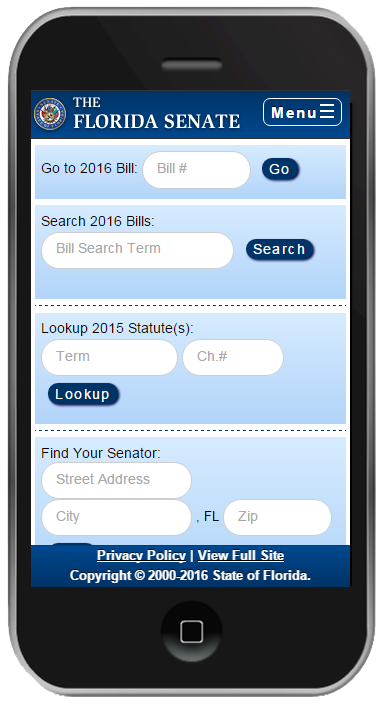 THE
FLORIDA SENATE
Menu
Go to 2016 Bill: Bill # Go
Search 2016 Bills:
Bill Search Term Search
Lookup 2015 Statute(s):
Term Ch.#
Lookup
Find Your Senator:
Street Address
City , FL Zip
Privacy Policy | View Full Site
Copyright © 2000-2016 State of Florida.